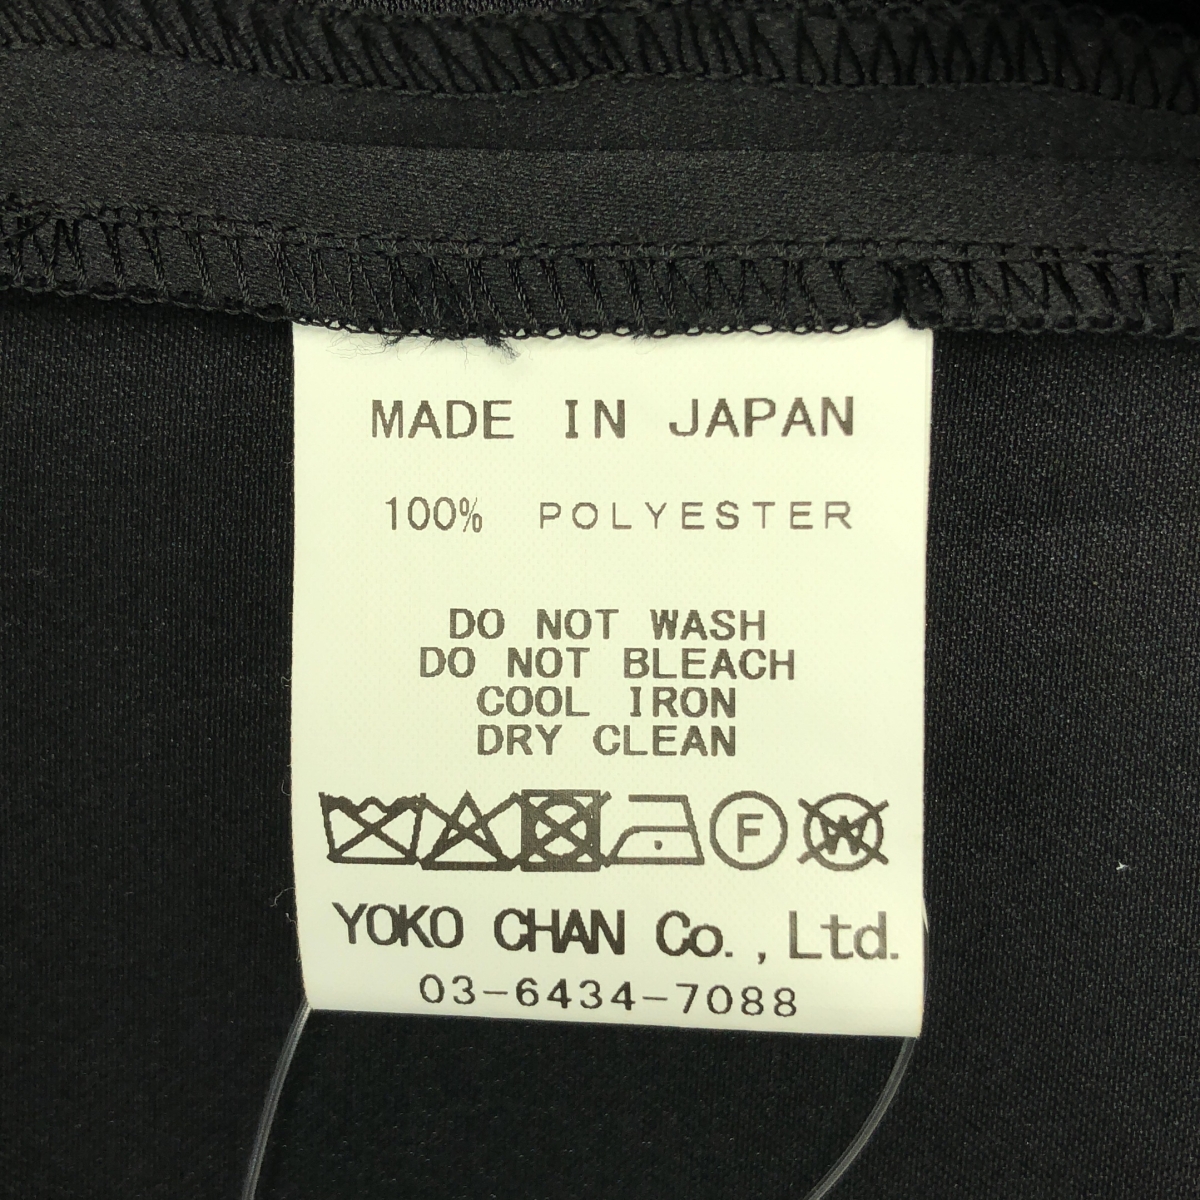 MADE IN JAPAN
100% POLYESTER
DO NOT WASH
DO NOT BLEACH
COOL IRON
DRY CLEAN
F W
YOKO CHAN Co., Ltd.
03-6434-7088